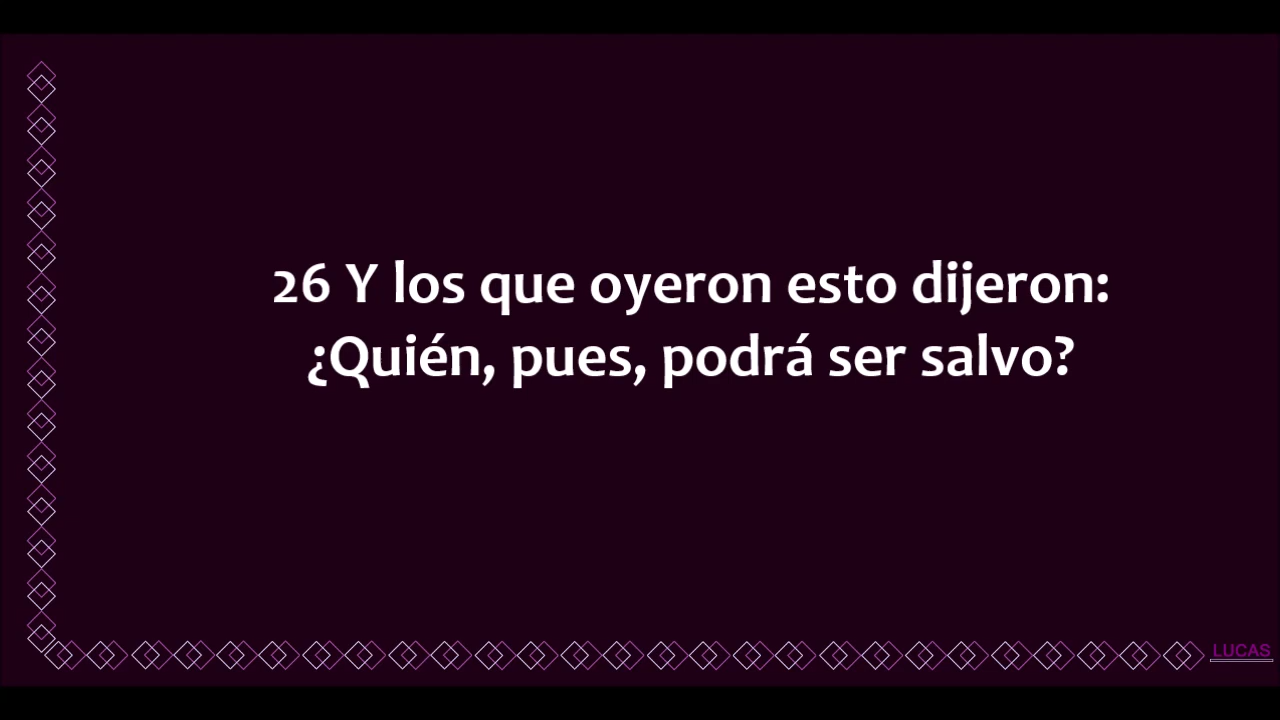 26 Y los que oyeron esto dijeron:
¿Quién, pues, podrá ser salvo?
LUCAS